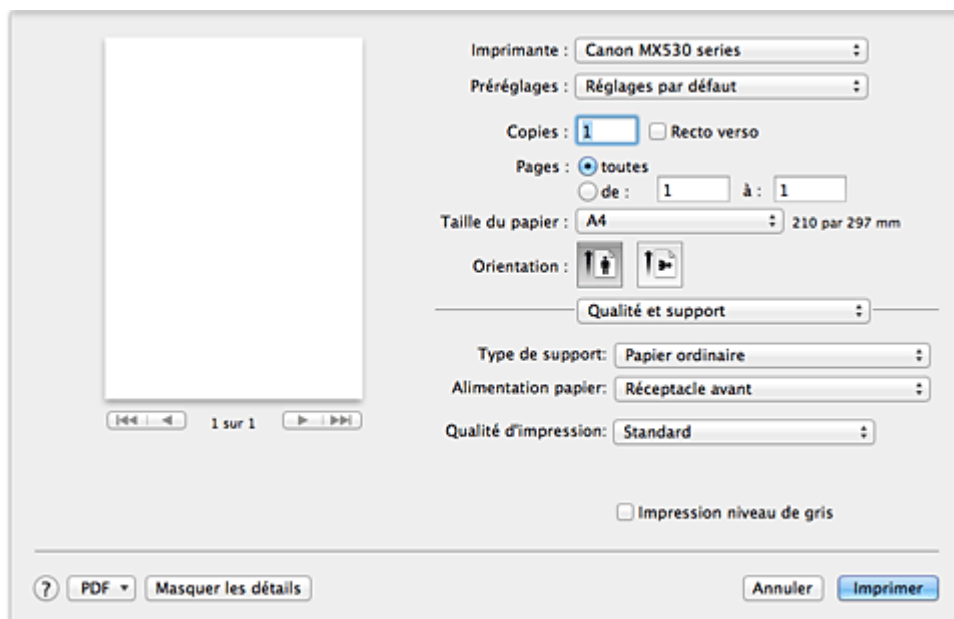 Imprimante : Canon MX530 series
Préréglages : Réglages par défaut
Copies : 1 Recto verso
Pages : toutes
de : 1 à : 1
Taille du papier : A4 210 par 297 mm
Orientation :
Qualité et support
Type de support: Papier ordinaire
Alimentation papier: Réceptacle avant
1 sur 1
Qualité d'impression: Standard
Impression niveau de gris
? PDF Masquer les détails Annuler Imprimer